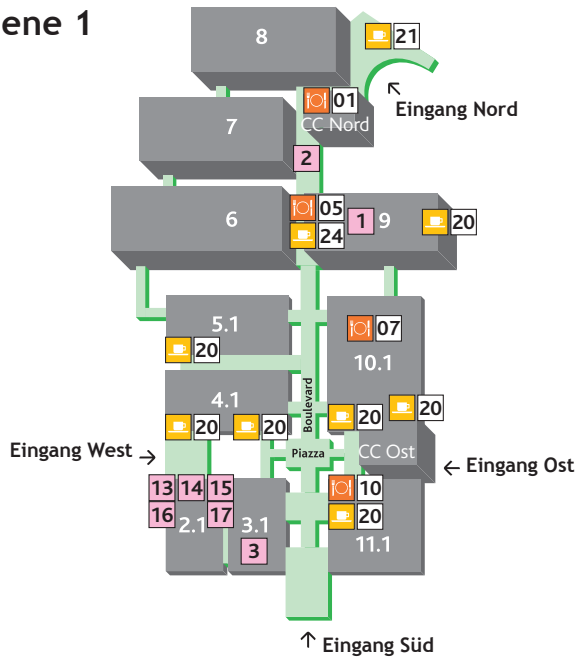 ene 1
8
21
Eingang Nord
01
CC Nord
7
2
6
05
1 9
20
24
5.1
07
20
10.1
Boulevard
4.1
20
20
20
20
Eingang West
Piazza
CC Ost
Eingang Ost
13 14 15
10
16
2.1
17
3.1
20
3
11.1
Eingang Süd